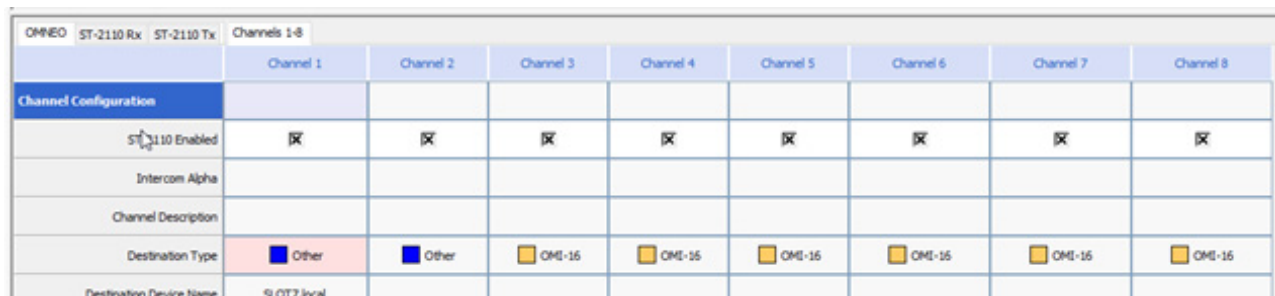 OMNEO ST-2110 Rx ST-2110 Tx Channels 1-8
Channel 1 Channel 2 Channel 3 Channel 4 Channel 5 Channel 6 Channel 7 Channel 8
Channel Configuration
ST-2110 Enabled
Intercom Alpha
Channel Description
Destination Type Other Other OMI-16 OMI-16 OMI-16 OMI-16 OMI-16 OMI-16
Destination Device Name SLOT7.local